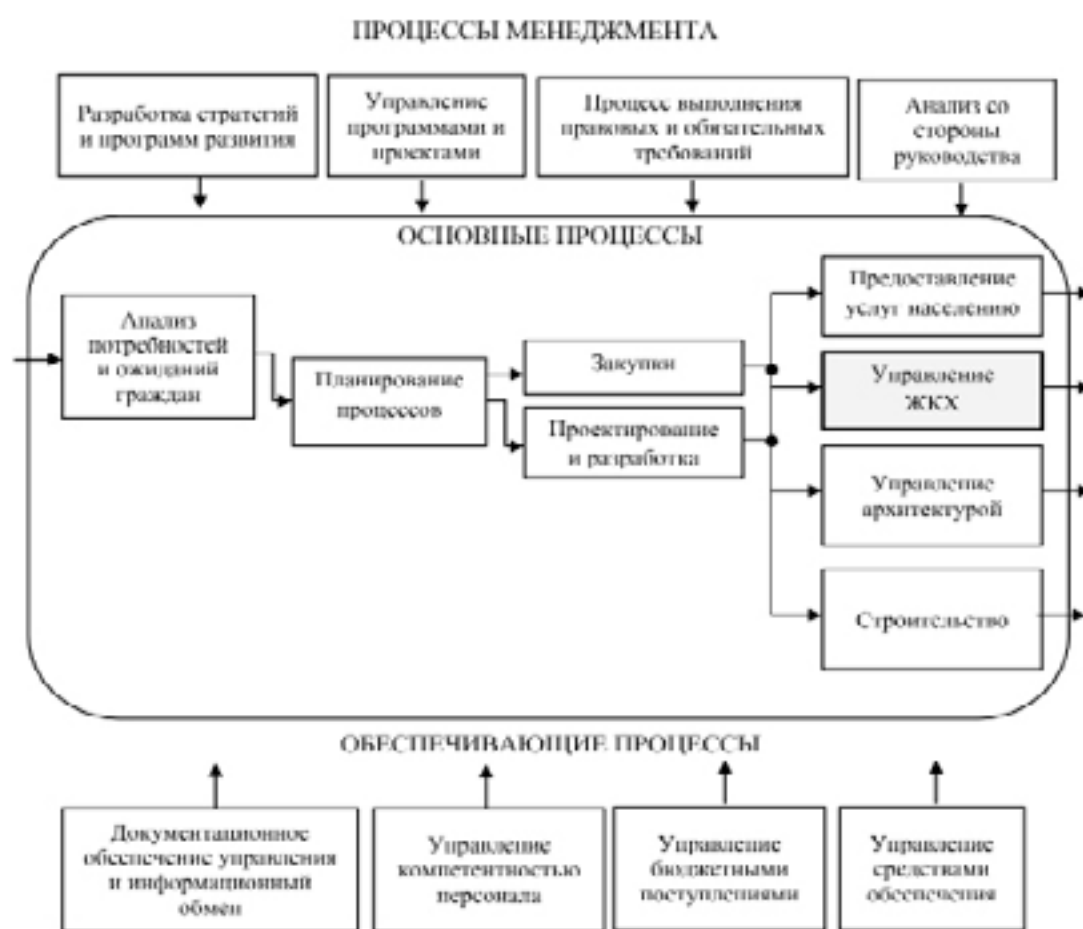 ПРОЦЕССЫ МЕНЕДЖМЕНТА
Разработка стратегий
и программ развития
Управление
программами и
проектами
Процесс выполнения
правовых и обязательных
требований
Анализ со
стороны
руководства
ОСНОВНЫЕ ПРОЦЕССЫ
Анализ
потребностей
и ожиданий
граждан
Планирование
процессов
Закупки
Проектирование
и разработка
Предоставление
услуг населению
Управление
ЖКХ
Управление
архитектурой
Строительство
ОБЕСПЕЧИВАЮЩИЕ ПРОЦЕССЫ
Документационное
обеспечение управления
и информационный
обмен
Управление
компетентностью
персонала
Управление
бюджетными
поступлениями
Управление
средствами
обеспечения